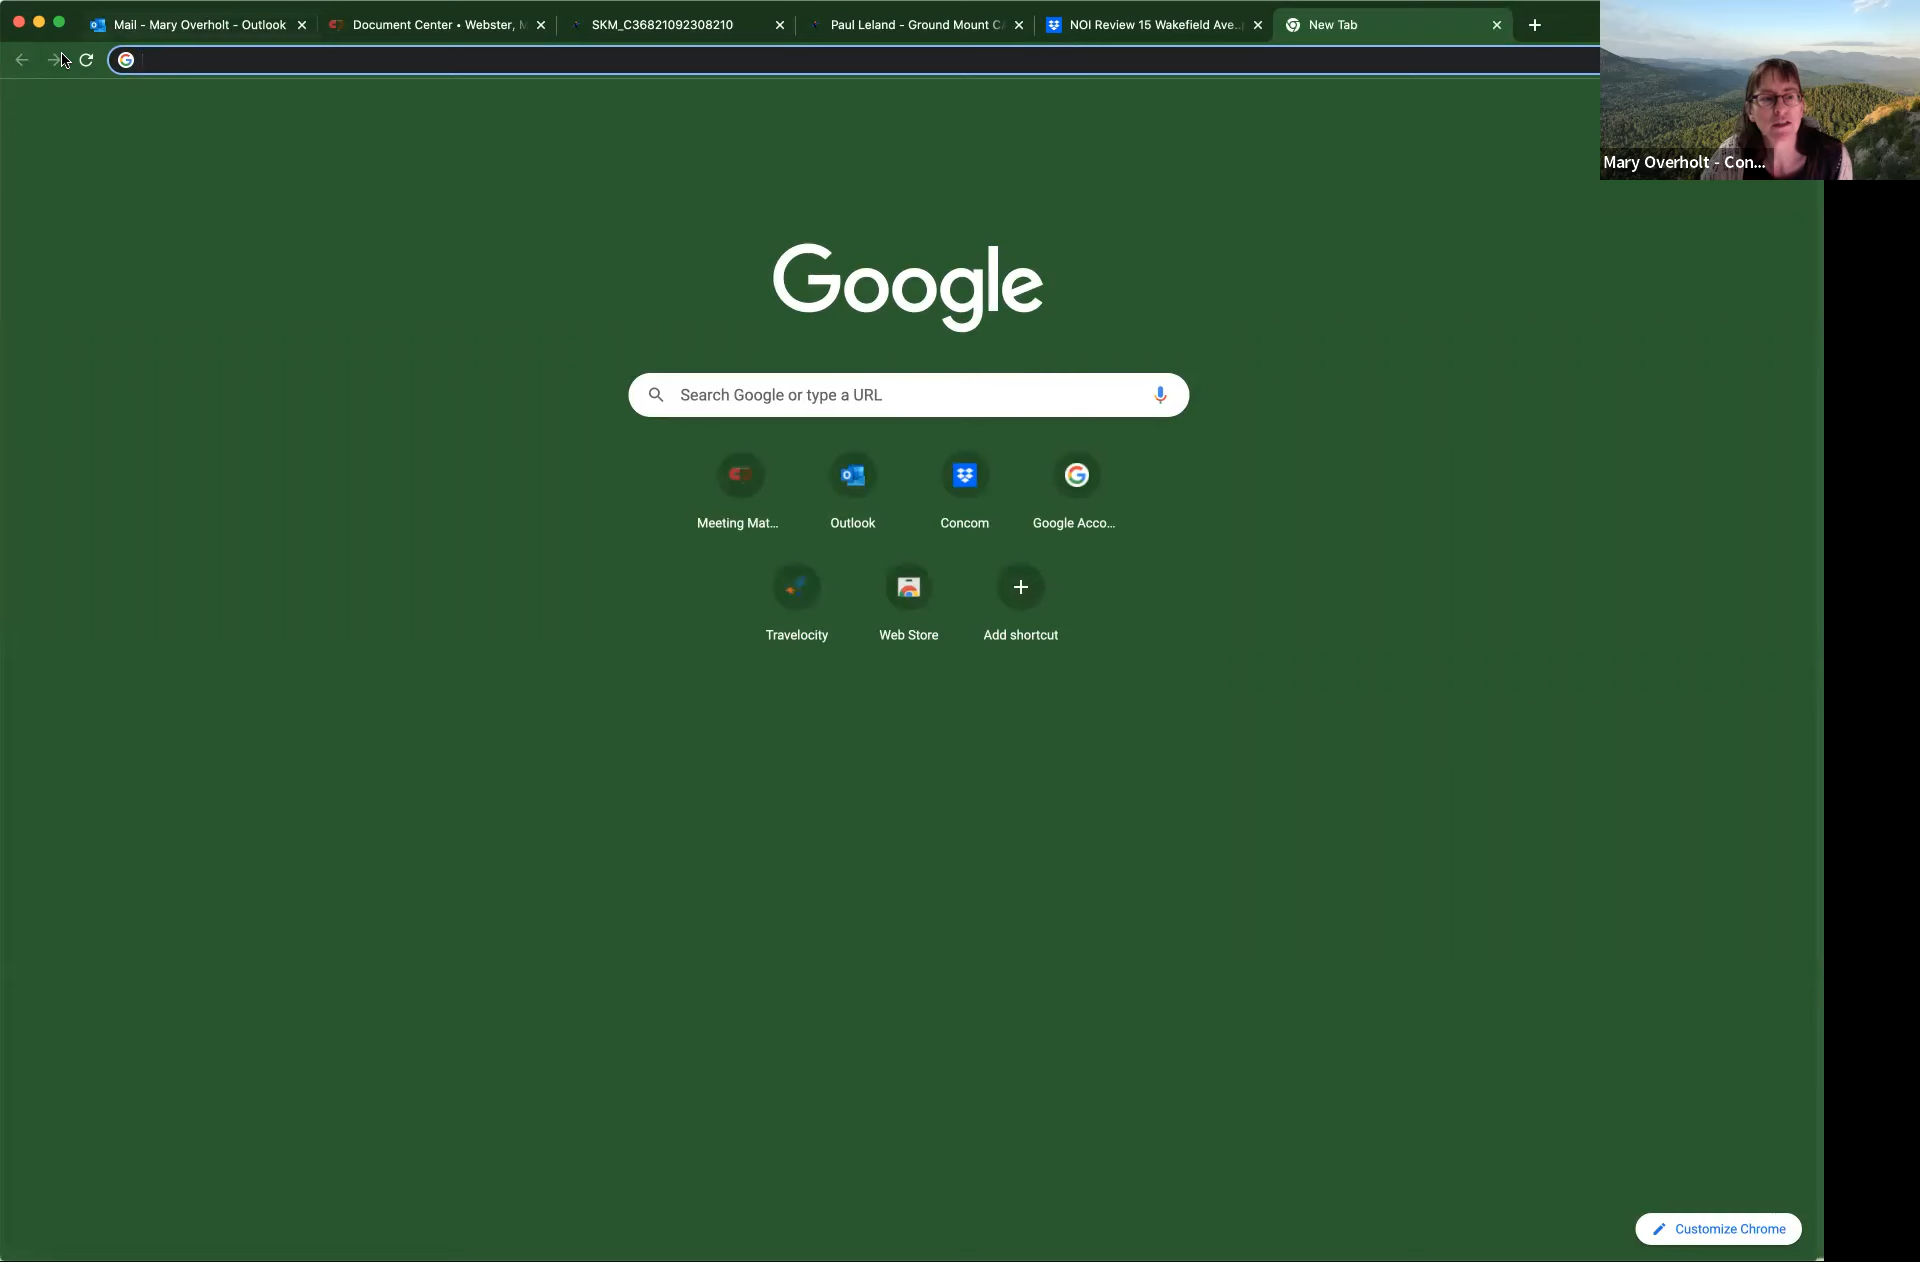 Mail - Mary Overholt - Outlook
Document Center • Webster, M
SKM_C36821092308210
Paul Leland - Ground Mount CA
NOI Review 15 Wakefield Ave..
New Tab
Mary Overholt - Con...
Google
Search Google or type a URL
Meeting Mat...
Outlook
Concom
Google Acco...
Travelocity
Web Store
Add shortcut
Customize Chrome